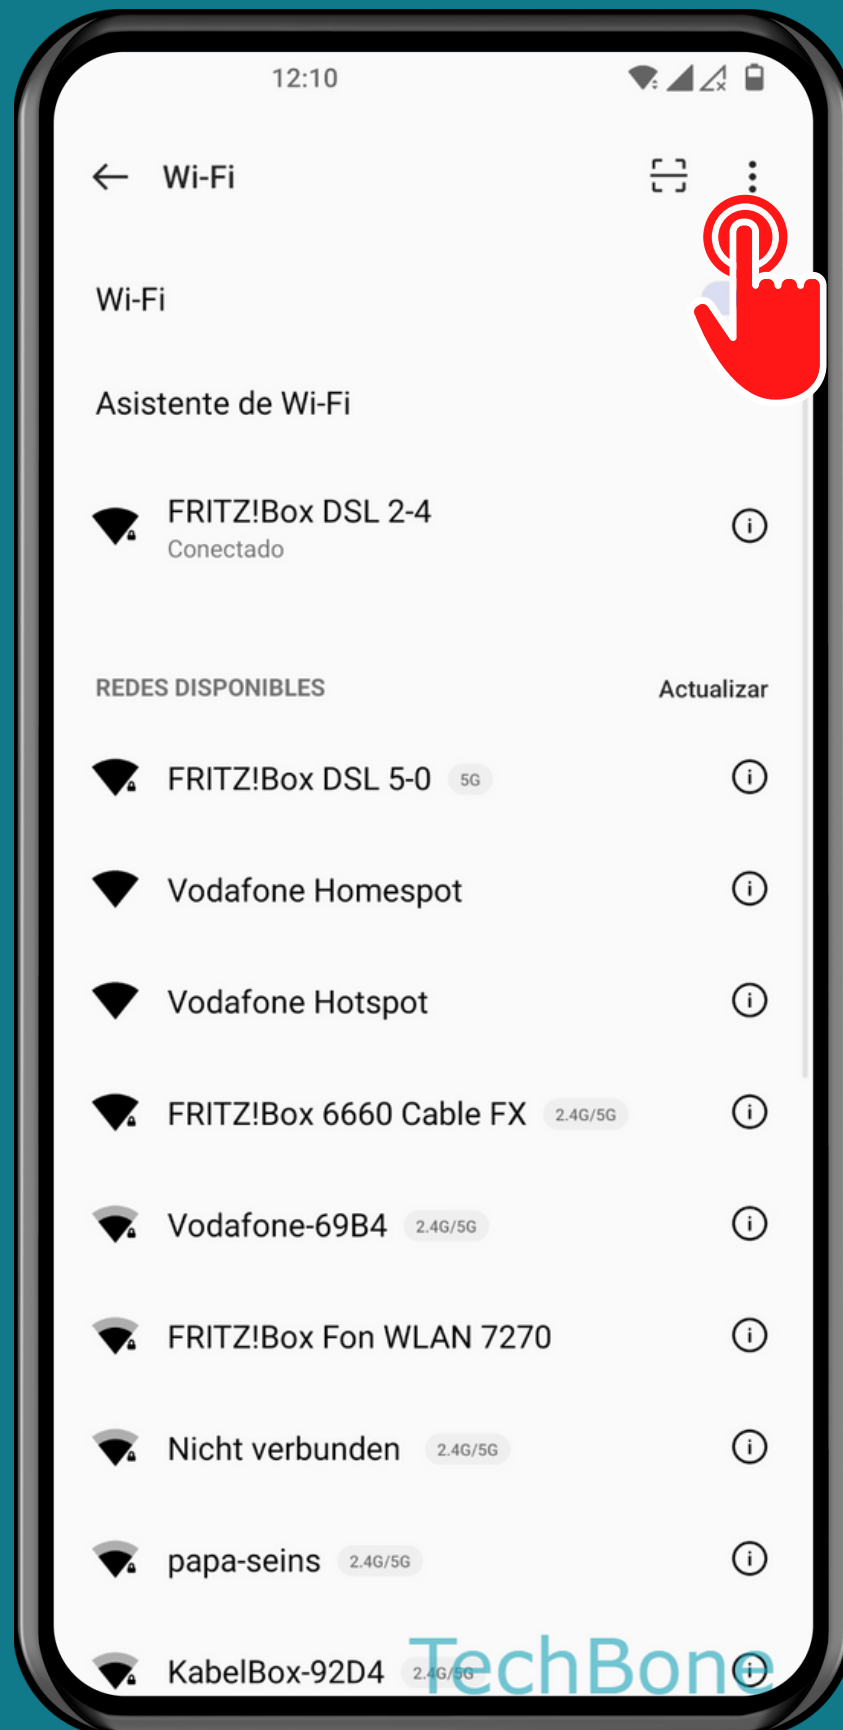 12:10
Wi-Fi
Wi-Fi
Asistente de Wi-Fi
FRITZ!Box DSL 2-4
Conectado
REDES DISPONIBLES Actualizar
FRITZ!Box DSL 5-0 5G
Vodafone Homespot
Vodafone Hotspot
FRITZ!Box 6660 Cable FX 2.4G/5G
Vodafone-69B4 2.4G/5G
FRITZ!Box Fon WLAN 7270
Nicht verbunden 2.4G/5G
papa-seins 2.4G/5G
KabelBox-92D4 2.4G/5G
TechBone